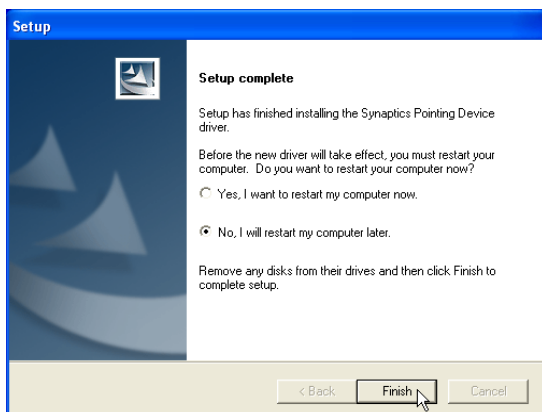 Setup
Setup complete
Setup has finished installing the Synaptics Pointing Device
driver.
Before the new driver will take effect, you must restart your
computer.  Do you want to restart your computer now?
Yes, I want to restart my computer now.
No, I will restart my computer later.
Remove any disks from their drives and then click Finish to
complete setup.
< Back
Finish
Cancel